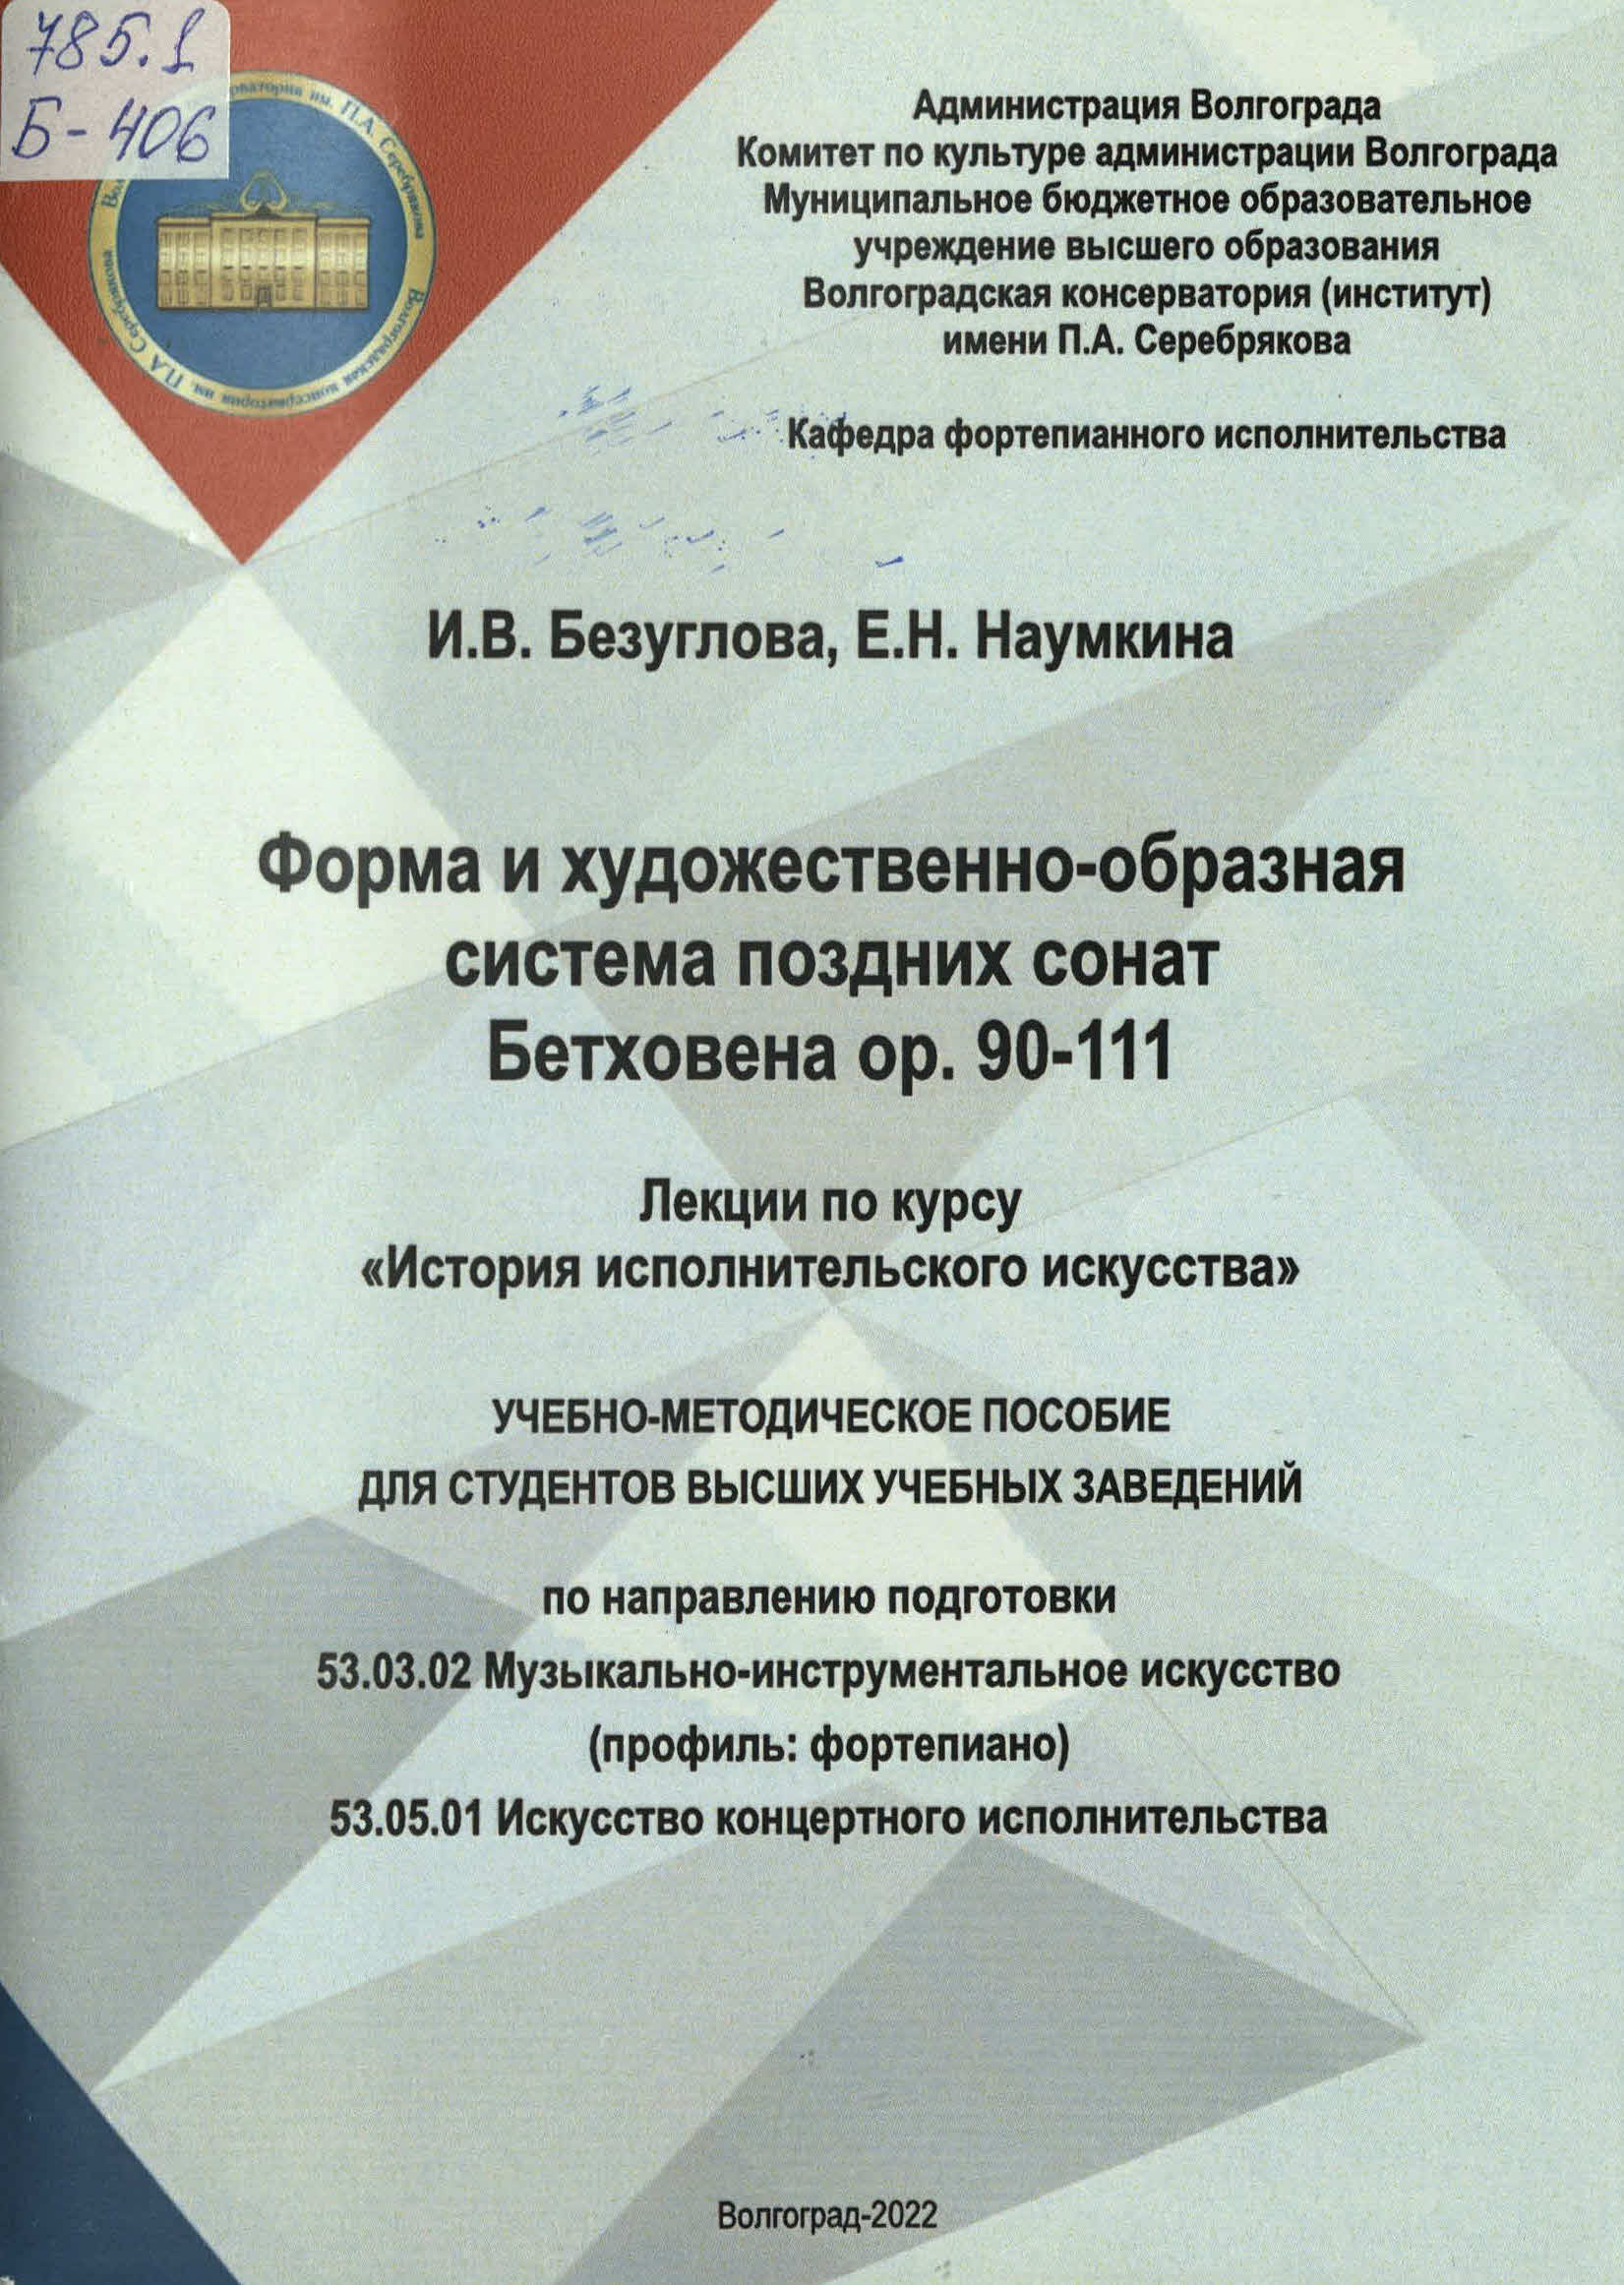 785.1
Б-406
Волгоградская консерватория им. П.А. Серебрякова
Администрация Волгограда
Комитет по культуре администрации Волгограда
Муниципальное бюджетное образовательное
учреждение высшего образования
Волгоградская консерватория (институт)
имени П.А. Серебрякова
Кафедра фортепианного исполнительства
И.В. Безуглова, Е.Н. Наумкина
Форма и художественно-образная
система поздних сонат
Бетховена ор. 90-111
Лекции по курсу
«История исполнительского искусства»
УЧЕБНО-МЕТОДИЧЕСКОЕ ПОСОБИЕ
ДЛЯ СТУДЕНТОВ ВЫСШИХ УЧЕБНЫХ ЗАВЕДЕНИЙ
по направлению подготовки
53.03.02 Музыкально-инструментальное искусство
(профиль: фортепиано)
53.05.01 Искусство концертного исполнительства
Волгоград-2022